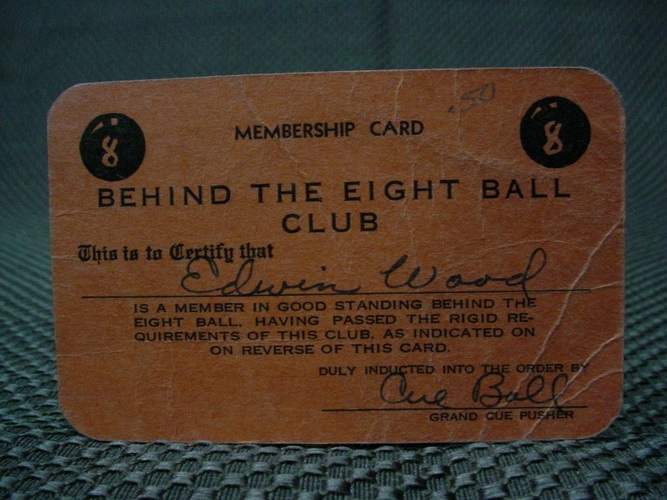 .50
8 MEMBERSHIP CARD 8
BEHIND THE EIGHT BALL
CLUB
This is to Certify that
Edwin Wood
IS A MEMBER IN GOOD STANDING BEHIND THE
EIGHT BALL, HAVING PASSED THE RIGID RE-
QUIREMENTS OF THIS CLUB, AS INDICATED ON
ON REVERSE OF THIS CARD.
DULY INDUCTED INTO THE ORDER BY
Cue Ball
GRAND CUE PUSHER